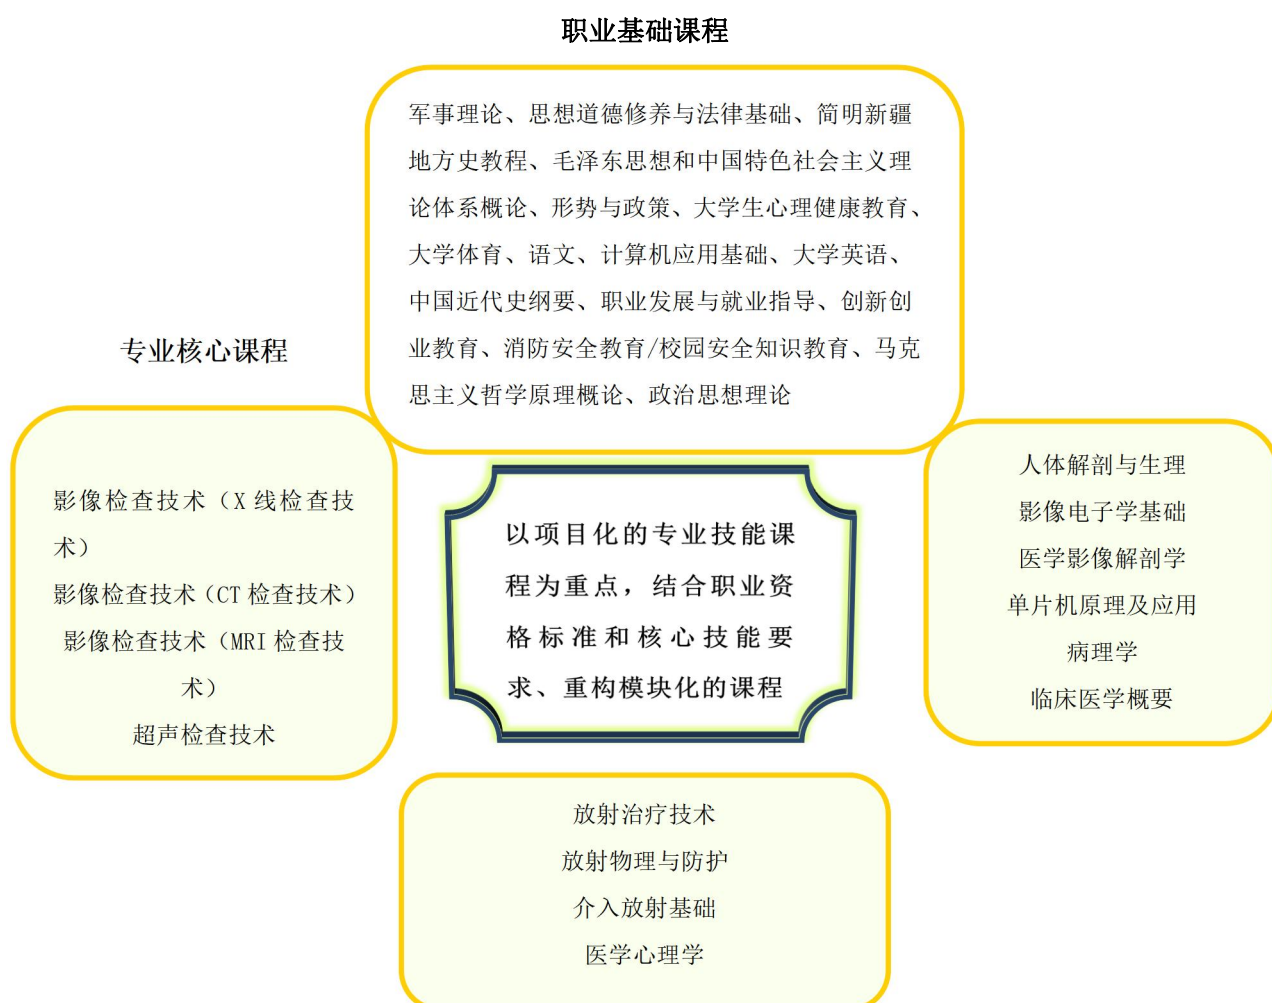 职业基础课程
军事理论、思想道德修养与法律基础、简明新疆
地方史教程、毛泽东思想和中国特色社会主义理
论体系概论、形势与政策、大学生心理健康教育、
大学体育、语文、计算机应用基础、大学英语、
中国近代史纲要、职业发展与就业指导、创新创
业教育、消防安全教育/校园安全知识教育、马克
思主义哲学原理概论、政治思想理论
专业核心课程
影像检查技术（X 线检查技
术）
影像检查技术（CT 检查技术）
影像检查技术（MRI 检查技
术）
超声检查技术
以项目化的专业技能课
程为重点，结合职业资
格标准和核心技能要
求、重构模块化的课程
人体解剖与生理
影像电子学基础
医学影像解剖学
单片机原理及应用
病理学
临床医学概要
放射治疗技术
放射物理与防护
介入放射基础
医学心理学